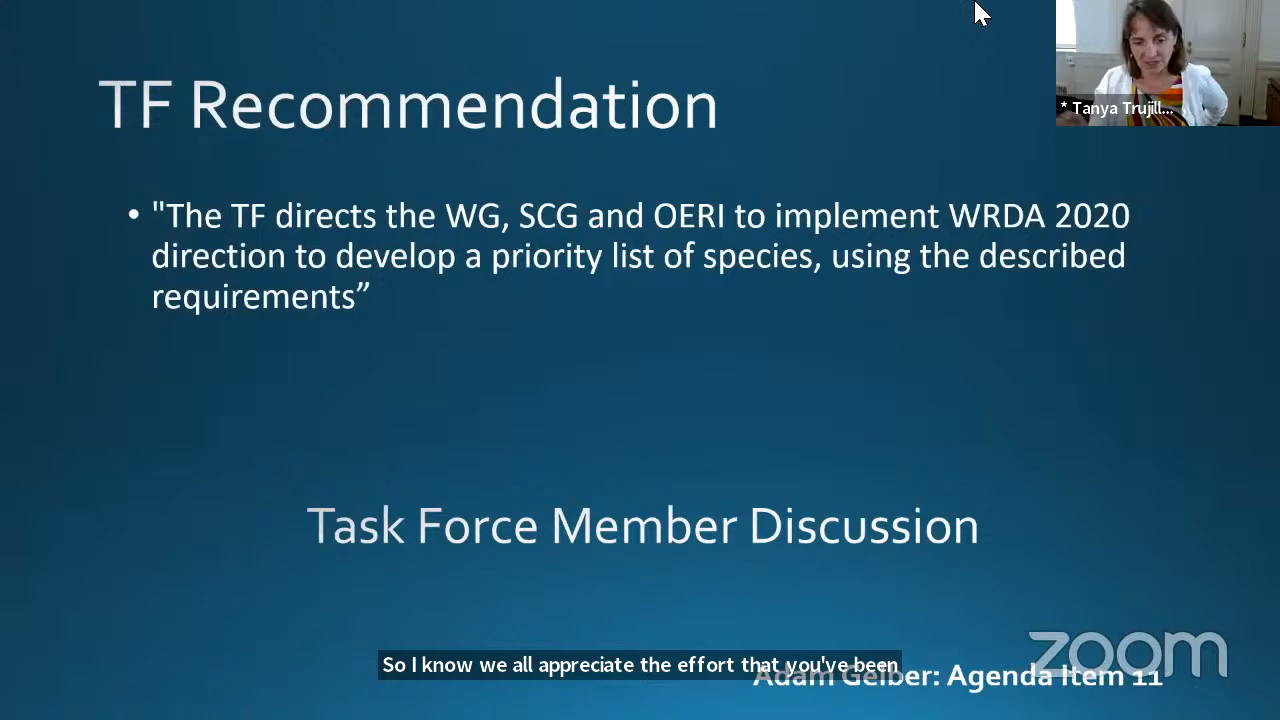 TF Recommendation
* Tanya Trujill...
• "The TF directs the WG, SCG and OERI to implement WRDA 2020
direction to develop a priority list of species, using the described
requirements”
Task Force Member Discussion
So I know we all appreciate the effort that you've been
Adam Gelber: Agenda Item 11
zoom